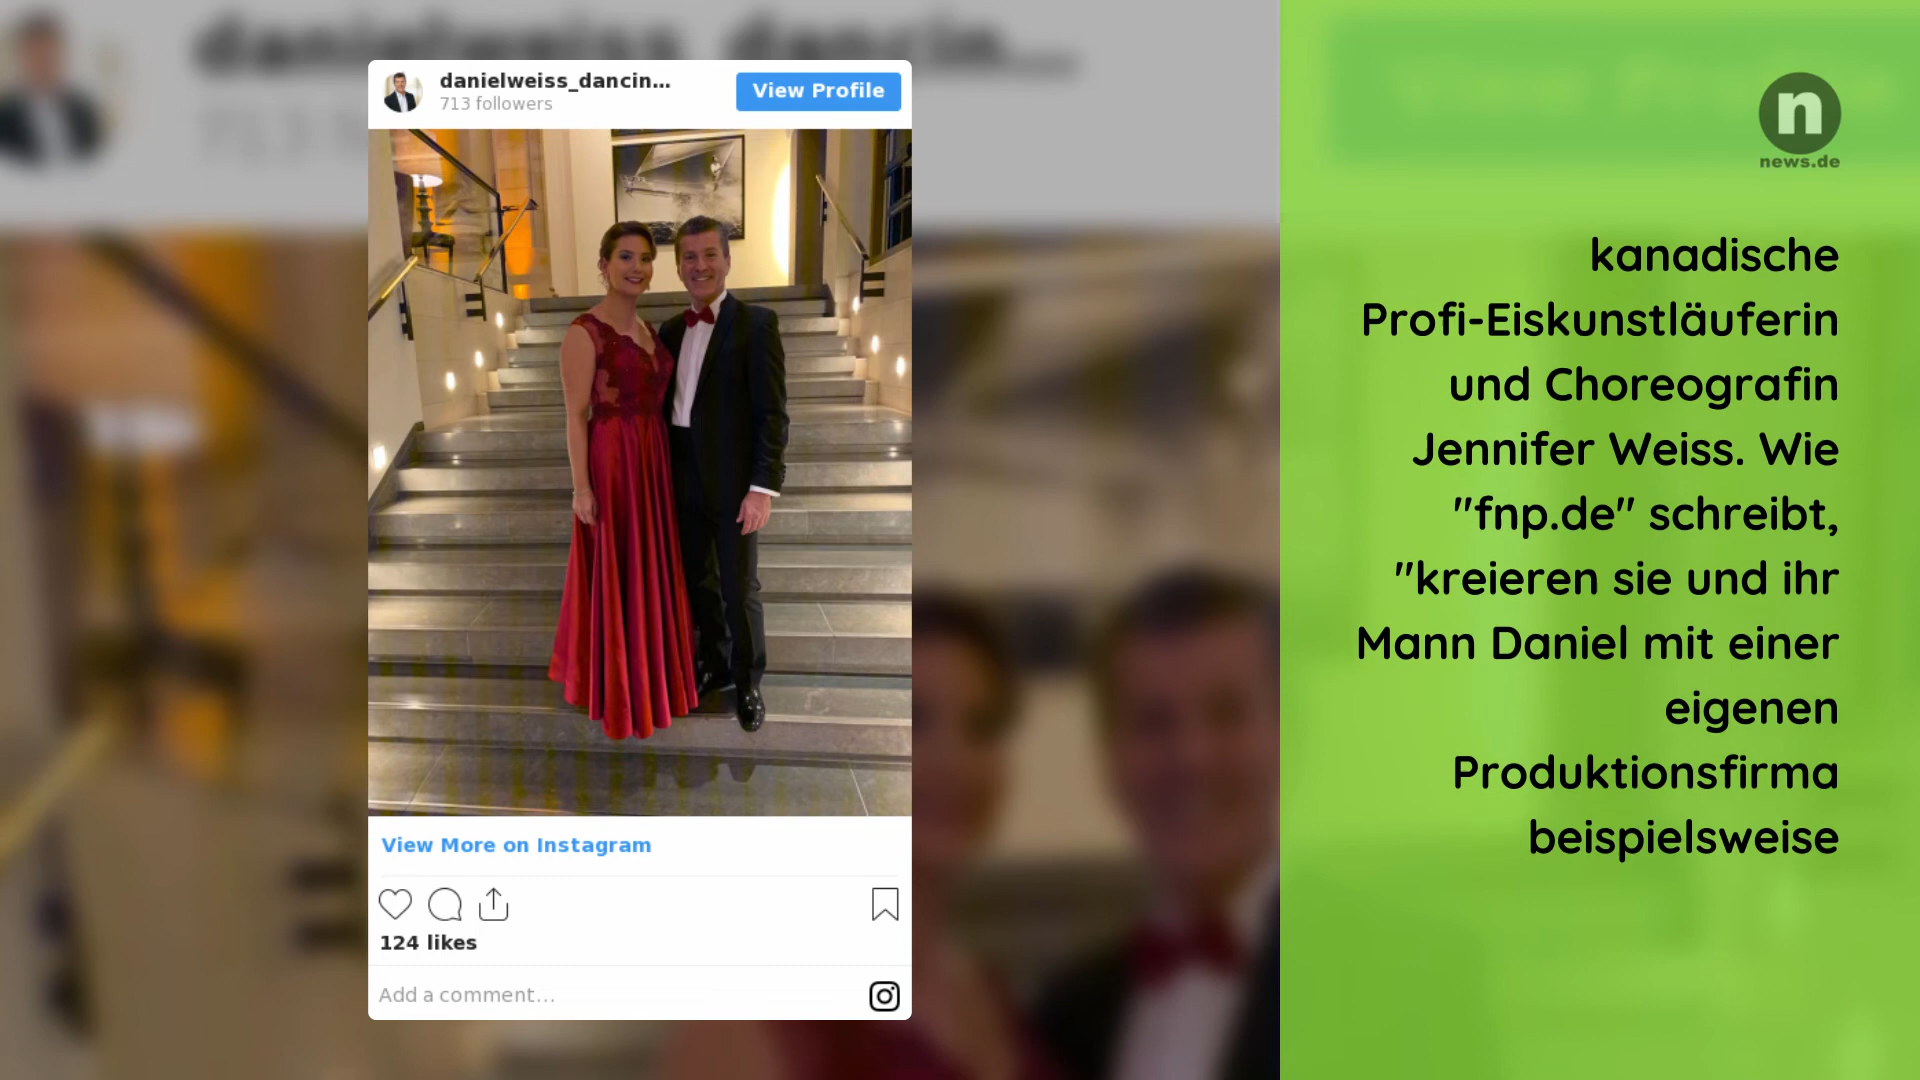 danielweiss_dancin...
713 followers
View Profile
View More on Instagram
124 likes
Add a comment...
n
news.de
kanadische
Profi-Eiskunstläuferin
und Choreografin
Jennifer Weiss. Wie
"fnp.de" schreibt,
"kreieren sie und ihr
Mann Daniel mit einer
eigenen
Produktionsfirma
beispielsweise